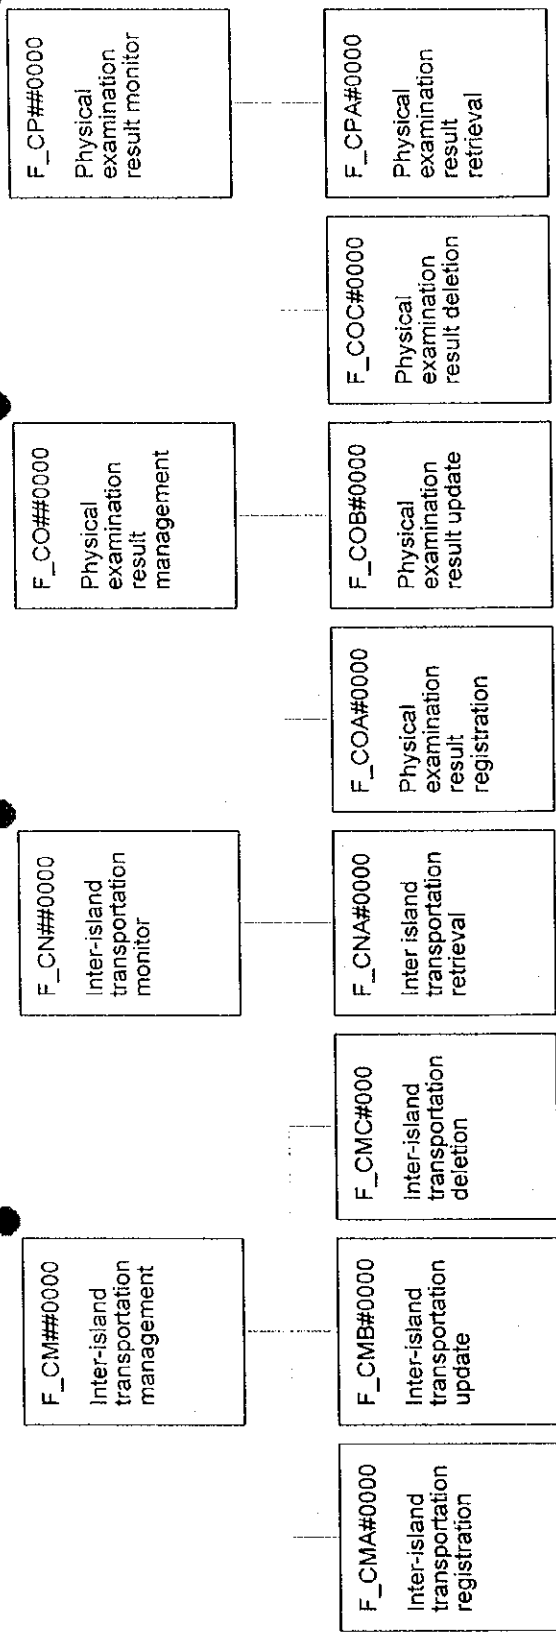 F_CM##0000
Inter-island
transportation
management
F_CN##0000
Inter-island
transportation
monitor
F_CO##0000
Physical
examination
result
management
F_CP##0000
Physical
examination
result monitor
F_CMA#0000
Inter-island
transportation
registration
F_CMB#0000
Inter-island
transportation
update
F_CMC#000
Inter-island
transportation
deletion
F_CNA#0000
Inter island
transportation
retrieval
F_COA#0000
Physical
examination
result
registration
F_COB#0000
Physical
examination
result update
F_COC#0000
Physical
examination
result deletion
F_CPA#0000
Physical
examination
result
retrieval